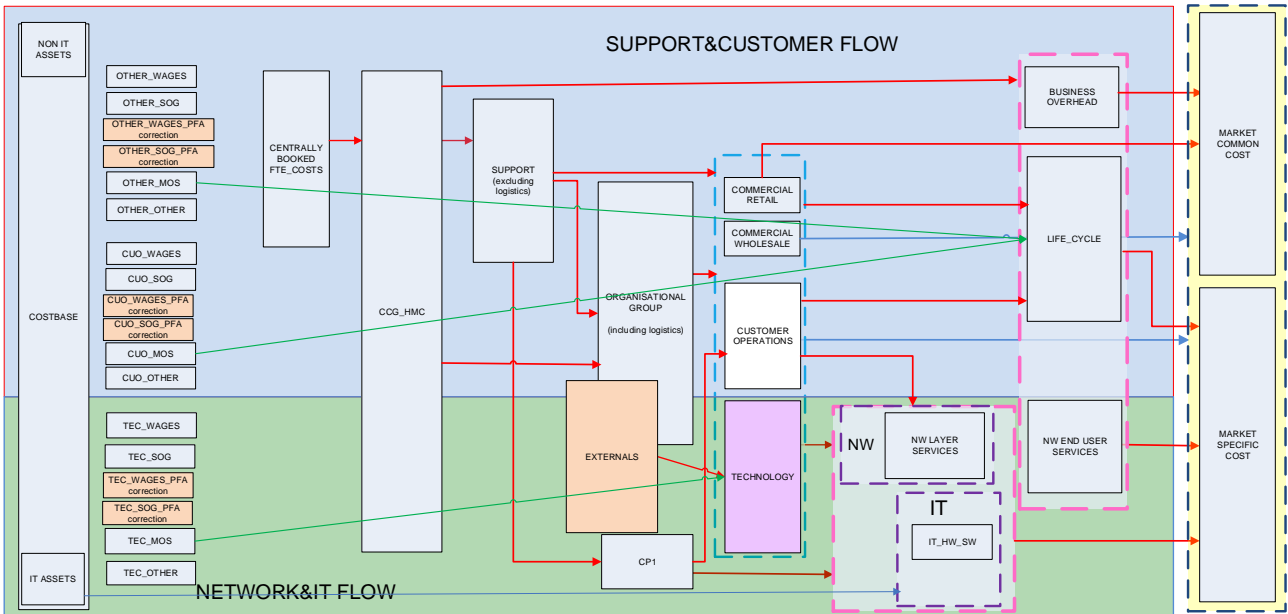 SUPPORT&CUSTOMER FLOW
NON IT
ASSETS
COSTBASE
IT ASSETS
OTHER_WAGES
OTHER_SOG
OTHER_WAGES_PFA
correction
OTHER_SOG_PFA
correction
OTHER_MOS
OTHER_OTHER
CUO_WAGES
CUO_SOG
CUO_WAGES_PFA
correction
CUO_SOG_PFA
correction
CUO_MOS
CUO_OTHER
TEC_WAGES
TEC_SOG
TEC_WAGES_PFA
correction
TEC_SOG_PFA
correction
TEC_MOS
TEC_OTHER
NETWORK&IT FLOW
CENTRALLY
BOOKED
FTE_COSTS
CCG_HMC
SUPPORT
(excluding
logistics)
ORGANISATIONAL
GROUP
(including logistics)
EXTERNALS
CP1
COMMERCIAL
RETAIL
COMMERCIAL
WHOLESALE
CUSTOMER
OPERATIONS
TECHNOLOGY
NW
NW LAYER
SERVICES
IT
IT_HW_SW
BUSINESS
OVERHEAD
LIFE_CYCLE
NW END USER
SERVICES
MARKET
COMMON
COST
MARKET
SPECIFIC
COST